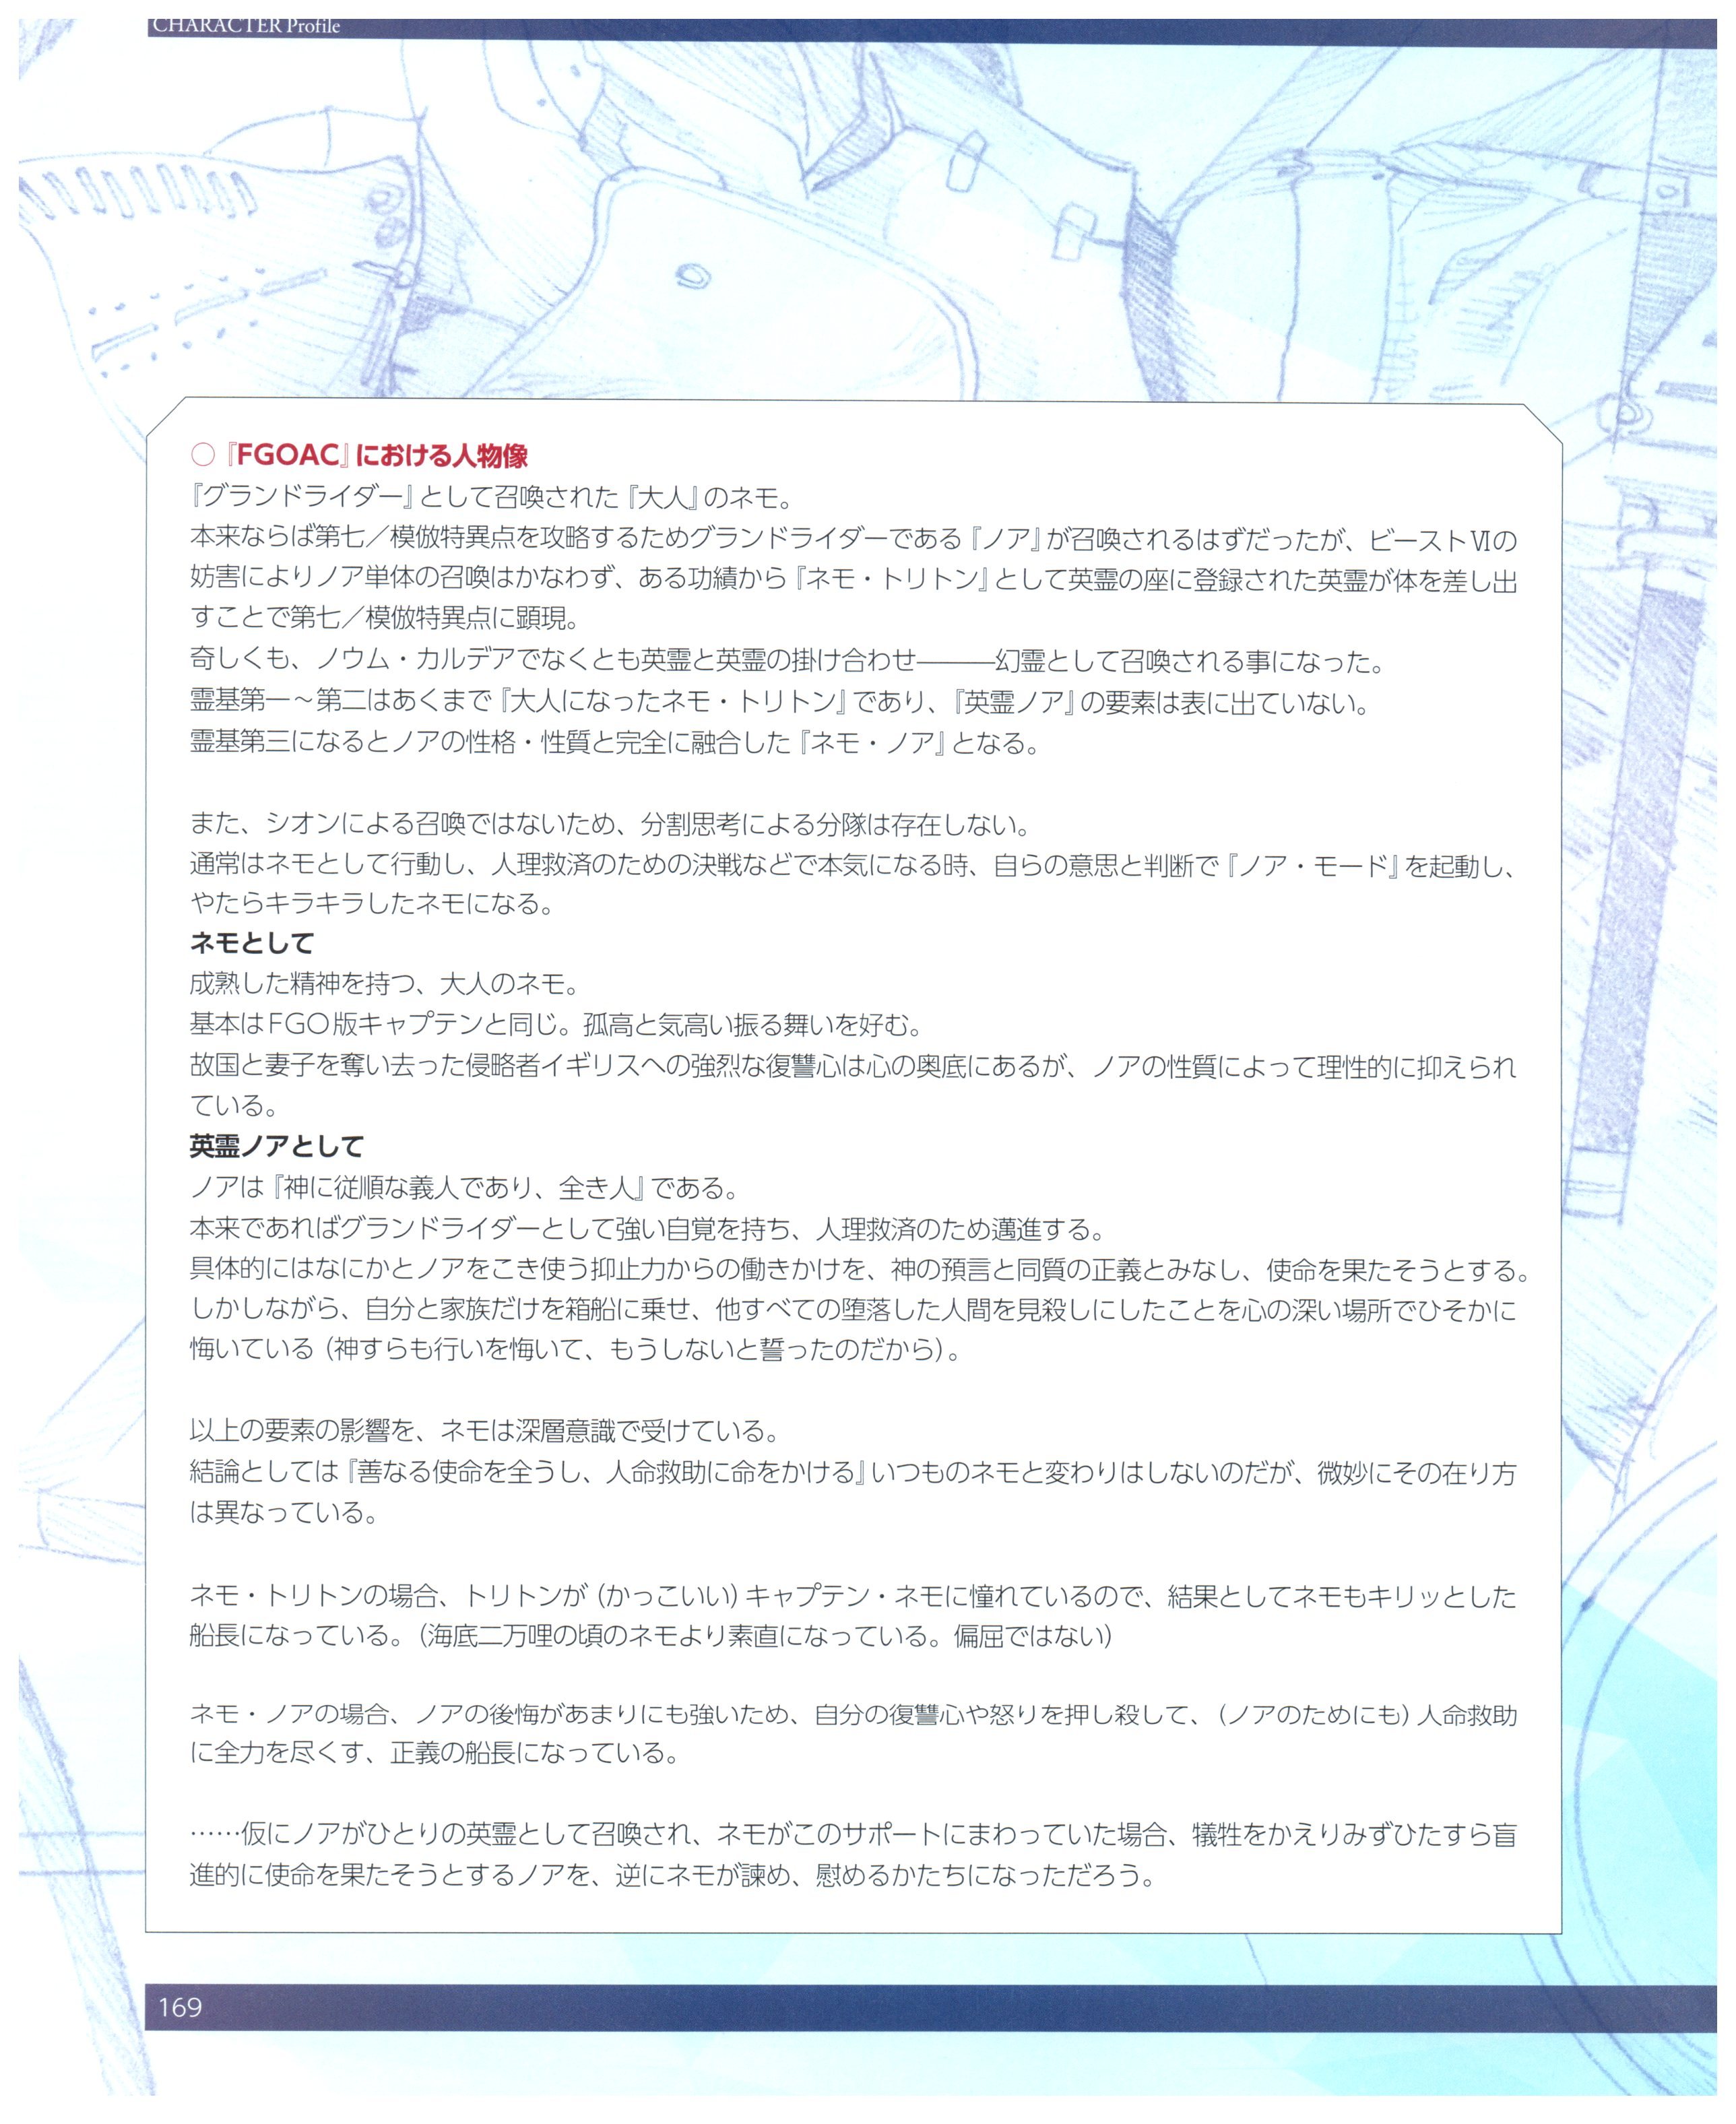 CHARACTER Profile
○『FGOAC』における人物像
『グランドライダー』として召喚された『大人』のネモ。
本来ならば第七／模倣特異点を攻略するためグランドライダーである『ノア』が召喚されるはずだったが、ビーストⅥの
妨害によりノア単体の召喚はかなわず、ある功績から『ネモ・トリトン』として英霊の座に登録された英霊が体を差し出
すことで第七／模倣特異点に顕現。
奇しくも、ノウム・カルデアでなくとも英霊と英霊の掛け合わせ———幻霊として召喚される事になった。
霊基第一～第二はあくまで『大人になったネモ・トリトン』であり、『英霊ノア』の要素は表に出ていない。
霊基第三になるとノアの性格・性質と完全に融合した『ネモ・ノア』となる。
また、シオンによる召喚ではないため、分割思考による分隊は存在しない。
通常はネモとして行動し、人理救済のための決戦などで本気になる時、自らの意思と判断で『ノア・モード』を起動し、
やたらキラキラしたネモになる。
ネモとして
成熟した精神を持つ、大人のネモ。
基本はFGO版キャプテンと同じ。孤高と気高い振る舞いを好む。
故国と妻子を奪い去った侵略者イギリスへの強烈な復讐心は心の奥底にあるが、ノアの性質によって理性的に抑えられ
ている。
英霊ノアとして
ノアは『神に従順な義人であり、全き人』である。
本来であればグランドライダーとして強い自覚を持ち、人理救済のため邁進する。
具体的にはなにかとノアをこき使う抑止力からの働きかけを、神の預言と同質の正義とみなし、使命を果たそうとする。
しかしながら、自分と家族だけを箱船に乗せ、他すべての堕落した人間を見殺しにしたことを心の深い場所でひそかに
悔いている（神すらも行いを悔いて、もうしないと誓ったのだから）。
以上の要素の影響を、ネモは深層意識で受けている。
結論としては『善なる使命を全うし、人命救助に命をかける』いつものネモと変わりはしないのだが、微妙にその在り方
は異なっている。
ネモ・トリトンの場合、トリトンが（かっこいい）キャプテン・ネモに憧れているので、結果としてネモもキリッとした
船長になっている。（海底二万哩の頃のネモより素直になっている。偏屈ではない）
ネモ・ノアの場合、ノアの後悔があまりにも強いため、自分の復讐心や怒りを押し殺して、（ノアのためにも）人命救助
に全力を尽くす、正義の船長になっている。
……仮にノアがひとりの英霊として召喚され、ネモがこのサポートにまわっていた場合、犠牲をかえりみずひたすら盲
進的に使命を果たそうとするノアを、逆にネモが諫め、慰めるかたちになっただろう。
169